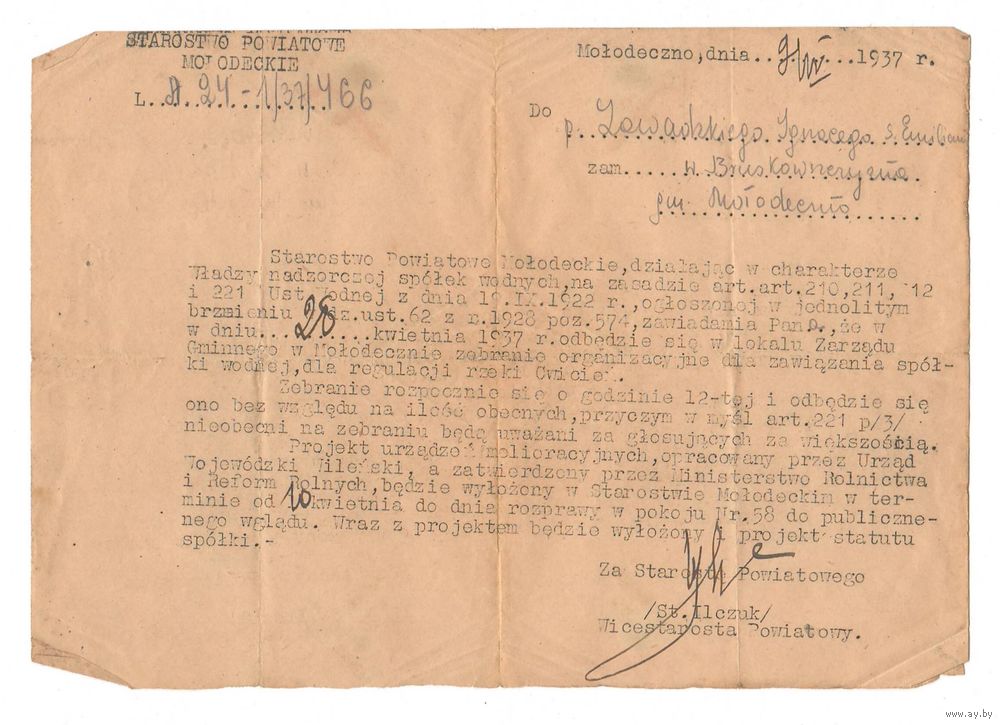 STAROSTWO POWIATOWE
MOŁODECKIE
L. 24-1/37/466
Mołodeczno,dnia..9/IV...1937 r.
Do
p. Zawadzkiego Ignacego s.
zam......w
gm. Mołodeczno
Starostwo Powiatowe Mołodeckie,działając w charakterze
Władzy nadzorczej spółek wodnych,na zasadzie art.art.210,211, 12
i 221 Ust.Wodnej z dnia 19.IX.1922 r.,ogłoszonej w jednolitym
brzmieniu Dz.ust.62 z r.1928 poz.574,zawiadamia Pana,że w
w dniu...28....kwietnia 1937 r.odbędzie się w lokalu Zarządu
Gminnego w Mołodecznie zebranie organizacyjne dla zawiązania spół-
ki wodnej,dla regulacji rzeki Cwicień.
Zebranie rozpocznie się o godzinie 12-tej i odbędzie się
ono bez względu na ilość obecnych,przyczym w myśl art.221 p/3/
nieobecni na zebraniu będą uważani za głosujących za większością.
Projekt urządzeń melioracyjnych,opracowany przez Urząd
Wojewódzki Wileński, a zatwierdzony przez Ministerstwo Rolnictwa
i Reform Rolnych,będzie wyłożony w Starostwie Mołodeckim w ter-
minie od 10 kwietnia do dnia rozprawy w pokoju Nr.58 do publiczne-
nego wglądu. Wraz z projektem będzie wyłożony i projekt statutu
spółki.-
Za Starostę Powiatowego
/St.Ilczuk/
Wicestarosta Powiatowy.
www.ay.by